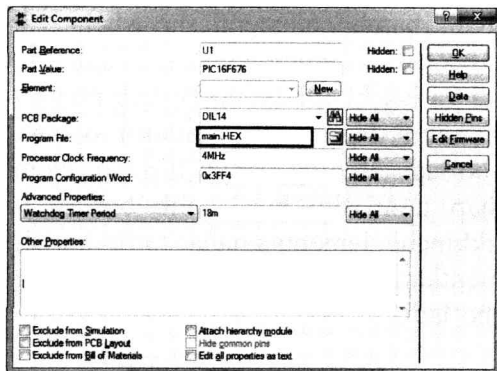 Edit Component
Part Reference: U1 Hidden: OK
Part Value: PIC16F676 Hidden: Help
Element: New Data
PCB Package: DIL14 Hide All Hidden Pins
Program File: main.HEX Hide All Edit Firmware
Processor Clock Frequency: 4MHz Hide All Cancel
Program Configuration Word: 0x3FF4 Hide All
Advanced Properties:
Watchdog Timer Period 18m Hide All
Other Properties:
Exclude from Simulation Attach hierarchy module
Exclude from PCB Layout Hide common pins
Exclude from Bill of Materials Edit all properties as text